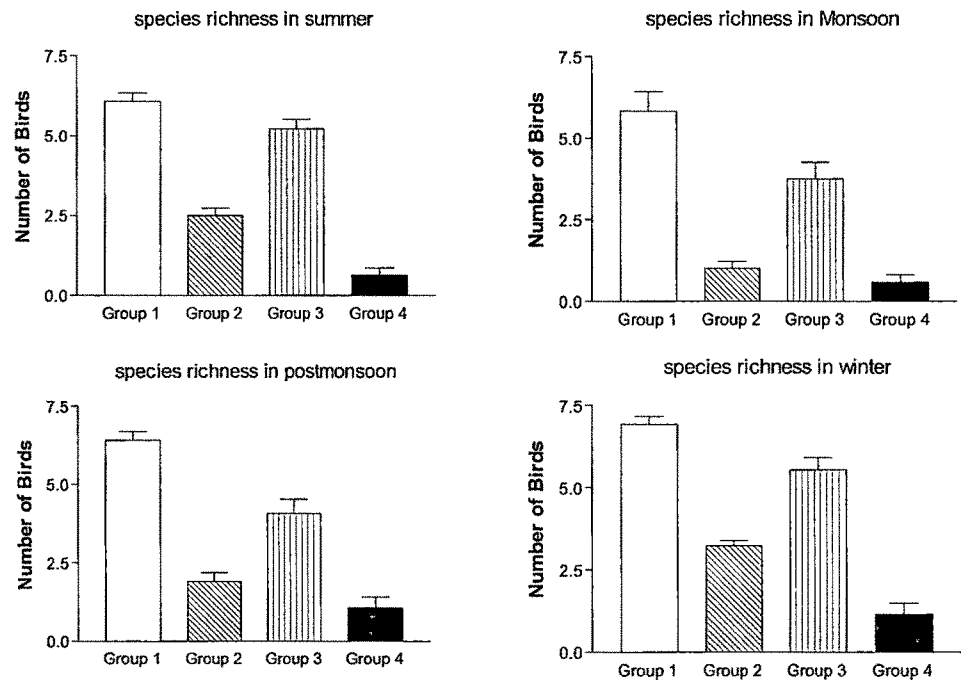 species richness in summer
Number of Birds
7.5
5.0
2.5
0.0
Group 1 Group 2 Group 3 Group 4
species richness in Monsoon
Number of Birds
7.5
5.0
2.5
0.0
Group 1 Group 2 Group 3 Group 4
species richness in postmonsoon
Number of Birds
7.5
5.0
2.5
0.0
Group 1 Group 2 Group 3 Group 4
species richness in winter
Number of Birds
7.5
5.0
2.5
0.0
Group 1 Group 2 Group 3 Group 4